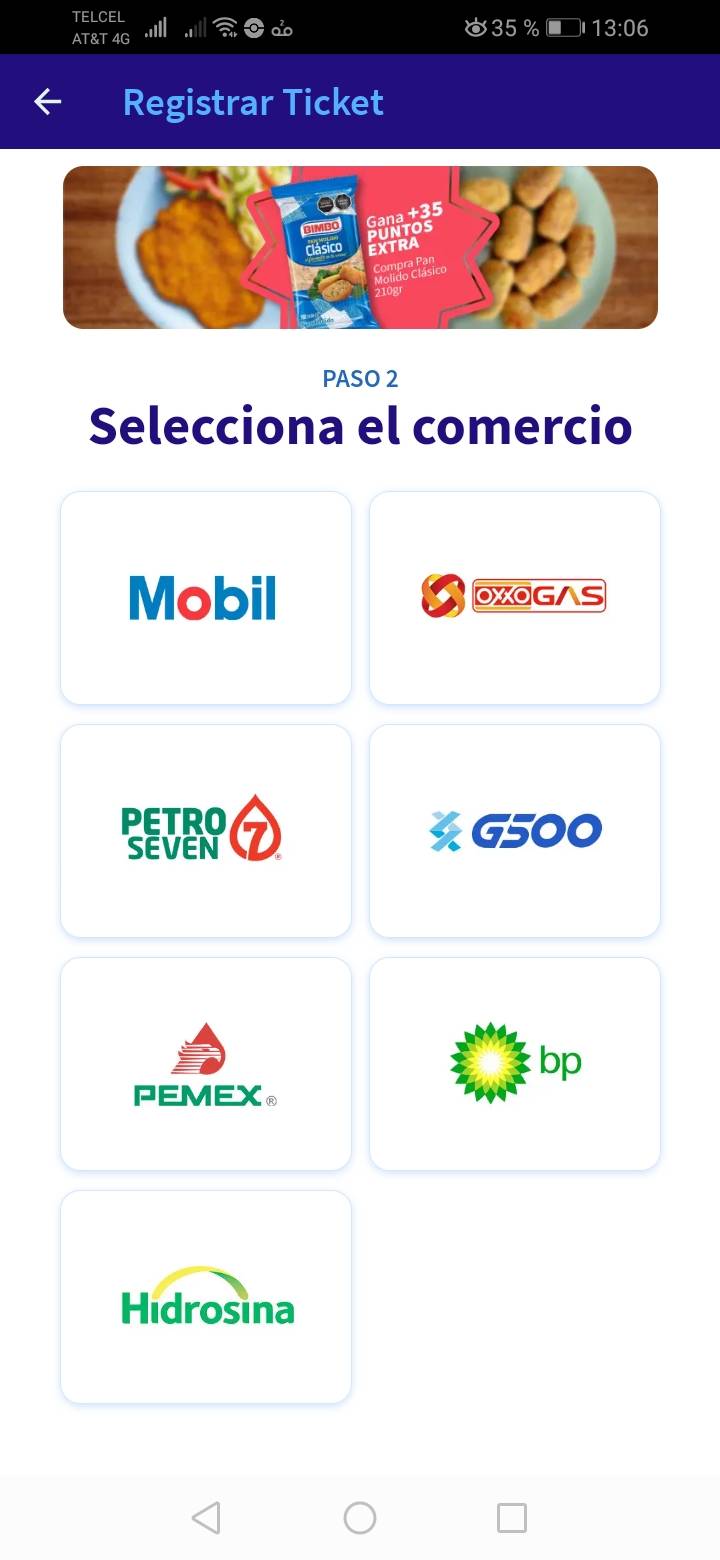 TELCEL
AT&T 4G
35 %
13:06
Registrar Ticket
BIMBO
Clásico
Gana +35
PUNTOS
EXTRA
Compra Pan
Molido Clásico
210gr
PASO 2
Selecciona el comercio
Mobil
OXXO GAS
PETRO
SEVEN
7
®
G500
PEMEX ®
bp
Hidrosina